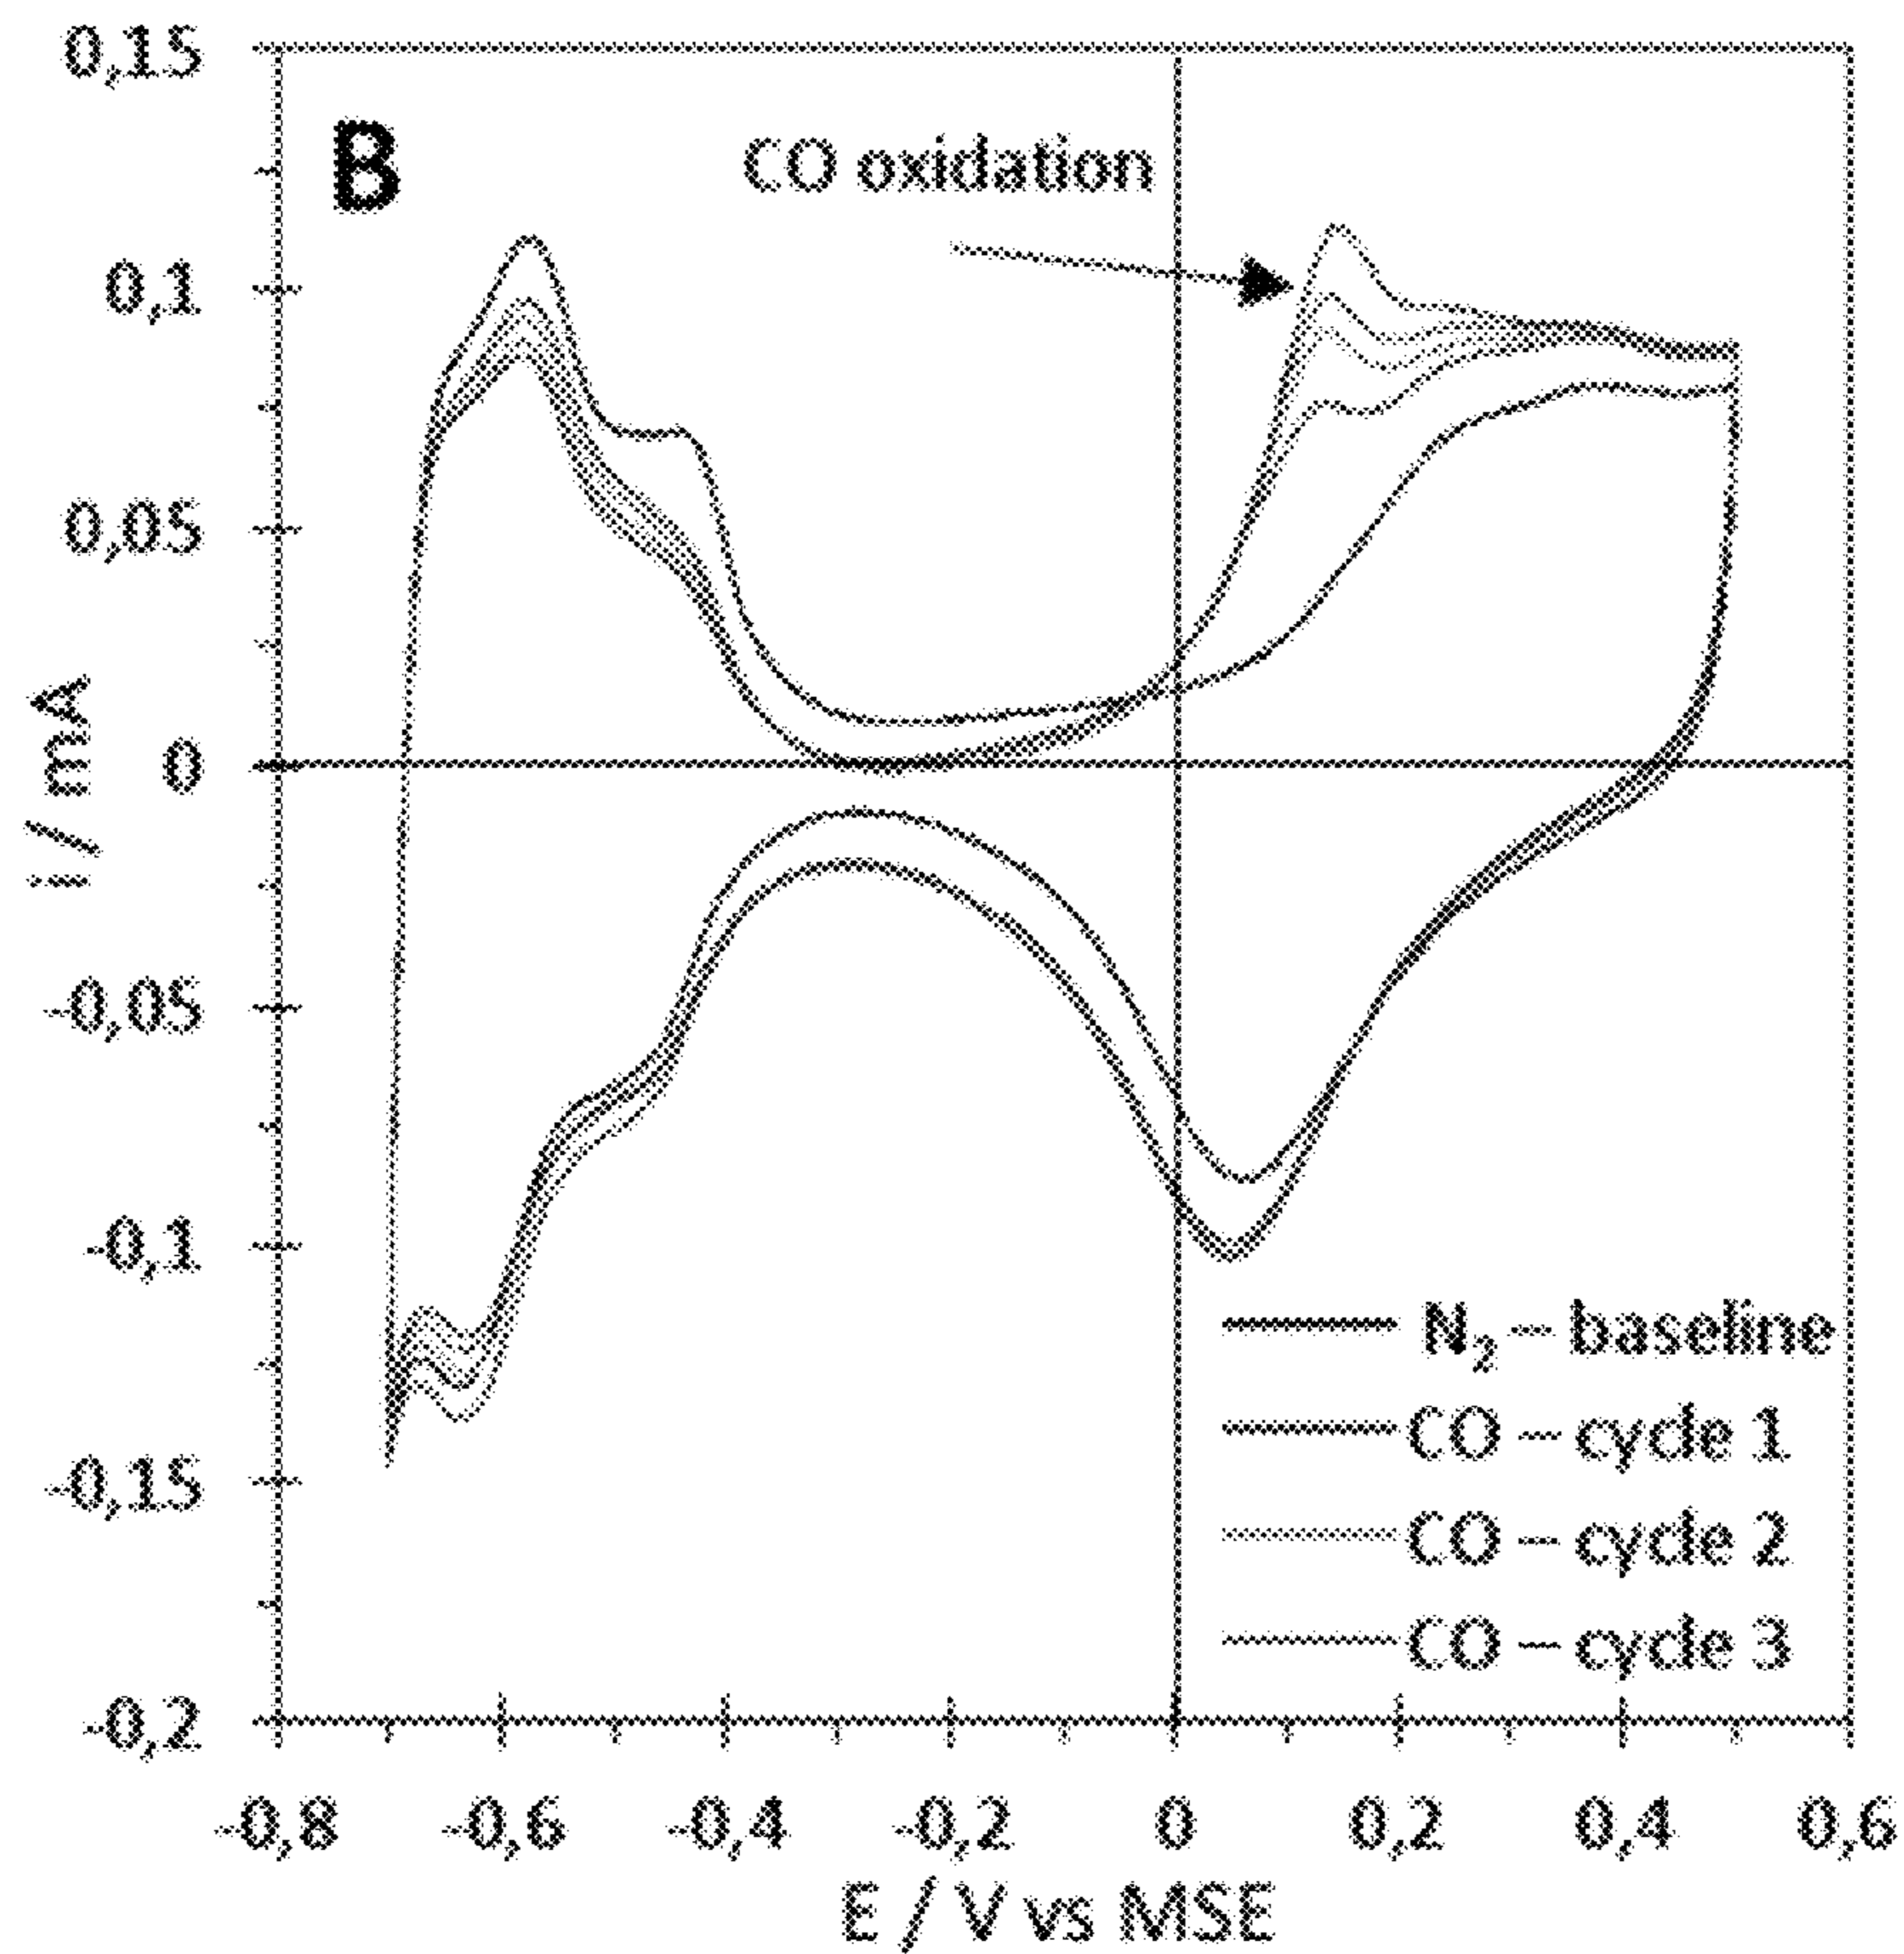 B
CO oxidation
0,15
0,1
0,05
0
-0,05
-0,1
-0,15
-0,2
i / mA
N₂ – baseline
CO – cycle 1
CO – cycle 2
CO – cycle 3
-0,8 -0,6 -0,4 -0,2 0 0,2 0,4 0,6
E / V vs MSE